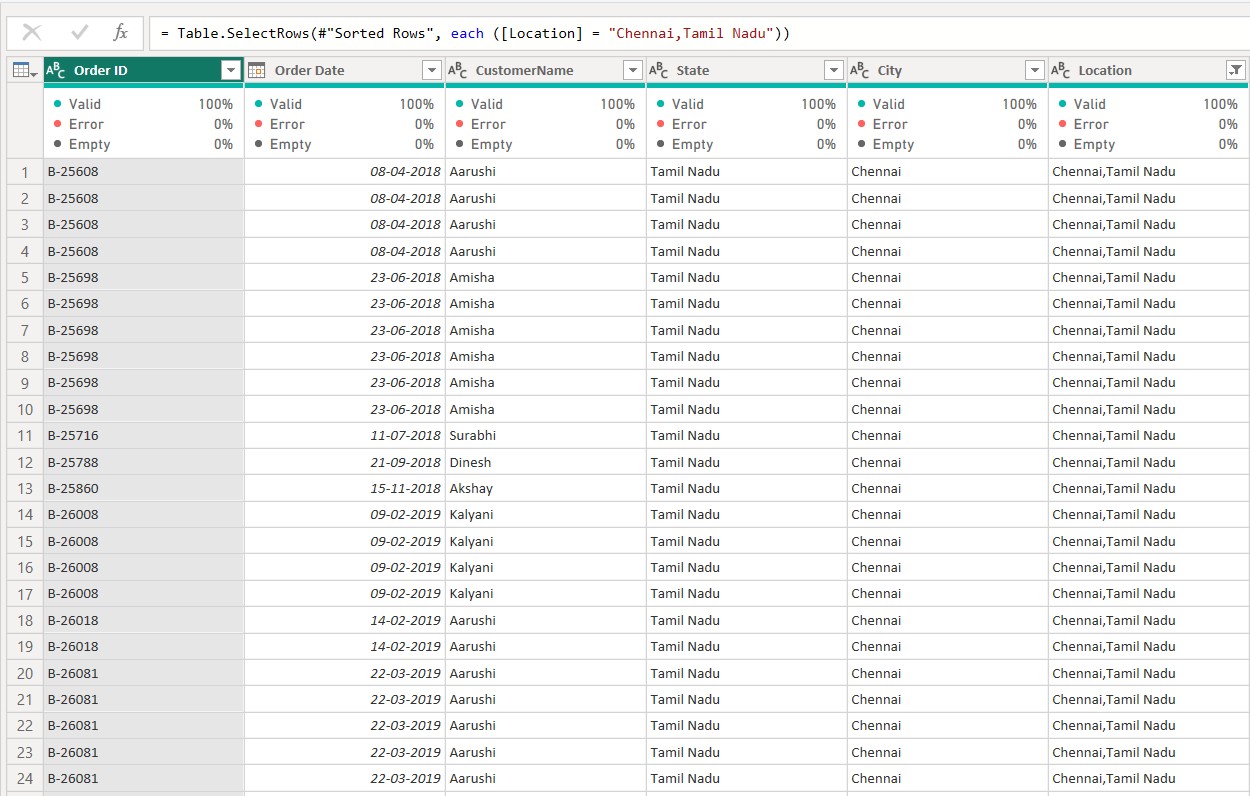 fx = Table.SelectRows(#"Sorted Rows", each ([Location] = "Chennai,Tamil Nadu"))
ABC Order ID Order Date ABC CustomerName ABC State ABC City ABC Location
Valid 100% Valid 100% Valid 100% Valid 100% Valid 100% Valid 100%
Error 0% Error 0% Error 0% Error 0% Error 0% Error 0%
Empty 0% Empty 0% Empty 0% Empty 0% Empty 0% Empty 0%
1 B-25608 08-04-2018 Aarushi Tamil Nadu Chennai Chennai,Tamil Nadu
2 B-25608 08-04-2018 Aarushi Tamil Nadu Chennai Chennai,Tamil Nadu
3 B-25608 08-04-2018 Aarushi Tamil Nadu Chennai Chennai,Tamil Nadu
4 B-25608 08-04-2018 Aarushi Tamil Nadu Chennai Chennai,Tamil Nadu
5 B-25698 23-06-2018 Amisha Tamil Nadu Chennai Chennai,Tamil Nadu
6 B-25698 23-06-2018 Amisha Tamil Nadu Chennai Chennai,Tamil Nadu
7 B-25698 23-06-2018 Amisha Tamil Nadu Chennai Chennai,Tamil Nadu
8 B-25698 23-06-2018 Amisha Tamil Nadu Chennai Chennai,Tamil Nadu
9 B-25698 23-06-2018 Amisha Tamil Nadu Chennai Chennai,Tamil Nadu
10 B-25698 23-06-2018 Amisha Tamil Nadu Chennai Chennai,Tamil Nadu
11 B-25716 11-07-2018 Surabhi Tamil Nadu Chennai Chennai,Tamil Nadu
12 B-25788 21-09-2018 Dinesh Tamil Nadu Chennai Chennai,Tamil Nadu
13 B-25860 15-11-2018 Akshay Tamil Nadu Chennai Chennai,Tamil Nadu
14 B-26008 09-02-2019 Kalyani Tamil Nadu Chennai Chennai,Tamil Nadu
15 B-26008 09-02-2019 Kalyani Tamil Nadu Chennai Chennai,Tamil Nadu
16 B-26008 09-02-2019 Kalyani Tamil Nadu Chennai Chennai,Tamil Nadu
17 B-26008 09-02-2019 Kalyani Tamil Nadu Chennai Chennai,Tamil Nadu
18 B-26018 14-02-2019 Aarushi Tamil Nadu Chennai Chennai,Tamil Nadu
19 B-26018 14-02-2019 Aarushi Tamil Nadu Chennai Chennai,Tamil Nadu
20 B-26081 22-03-2019 Aarushi Tamil Nadu Chennai Chennai,Tamil Nadu
21 B-26081 22-03-2019 Aarushi Tamil Nadu Chennai Chennai,Tamil Nadu
22 B-26081 22-03-2019 Aarushi Tamil Nadu Chennai Chennai,Tamil Nadu
23 B-26081 22-03-2019 Aarushi Tamil Nadu Chennai Chennai,Tamil Nadu
24 B-26081 22-03-2019 Aarushi Tamil Nadu Chennai Chennai,Tamil Nadu